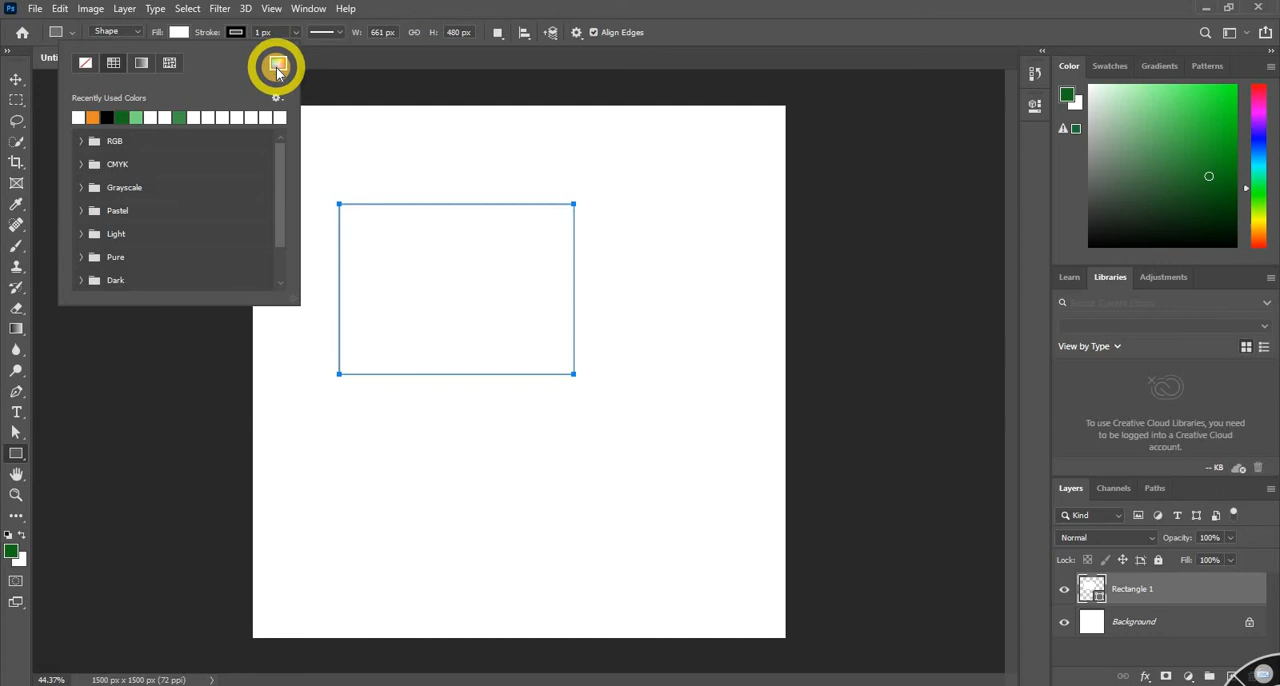 Ps File Edit Image Layer Type Select Filter 3D View Window Help
Shape Fill: Stroke: 1 px W: 661 px H: 480 px Align Edges
Recently Used Colors
RGB
CMYK
Grayscale
Pastel
Light
Pure
Dark
Color Swatches Gradients Patterns
Learn Libraries Adjustments
View by Type
To use Creative Cloud Libraries, you need
to be logged into a Creative Cloud
account.
-- KB
Layers Channels Paths
Kind
Normal Opacity: 100%
Lock: Fill: 100%
Rectangle 1
Background
fx
44.37% 1500 px x 1500 px (72 ppi)